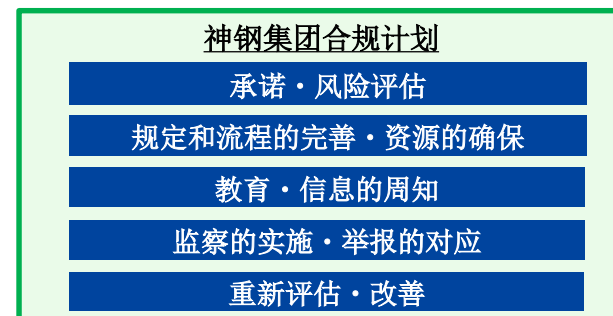 神钢集团合规计划
承诺・风险评估
规定和流程的完善・资源的确保
教育・信息的周知
监察的实施・举报的对应
重新评估・改善